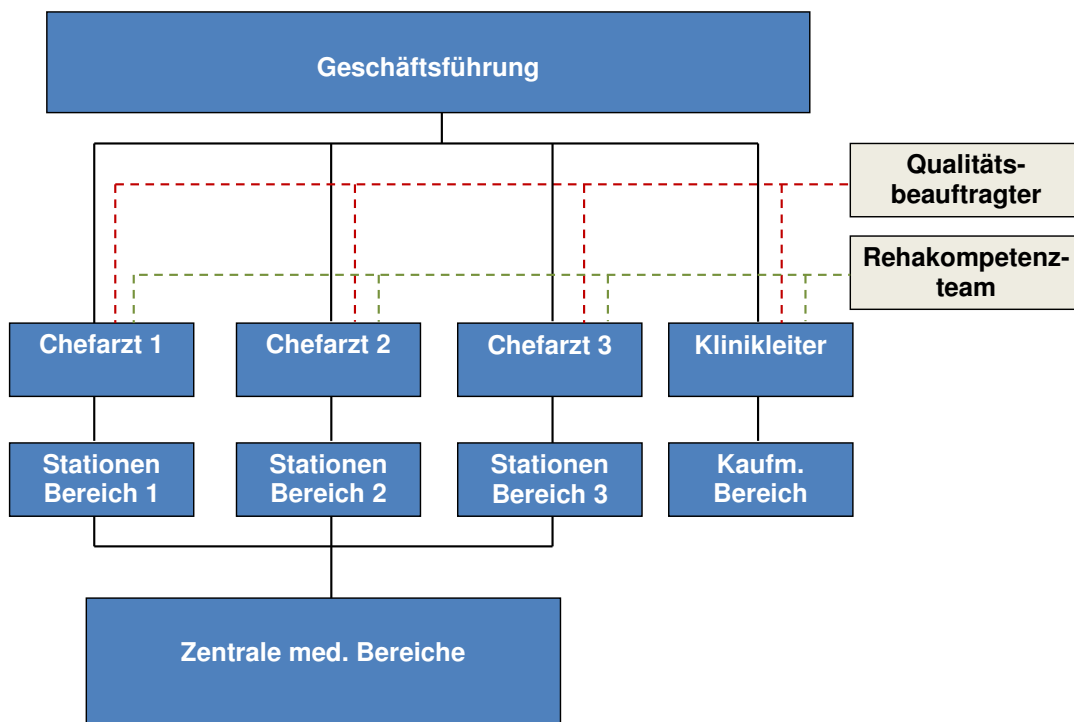 Geschäftsführung
Qualitäts-
beauftragter
Rehakompetenz-
team
Chefarzt 1
Chefarzt 2
Chefarzt 3
Klinikleiter
Stationen
Bereich 1
Stationen
Bereich 2
Stationen
Bereich 3
Kaufm.
Bereich
Zentrale med. Bereiche